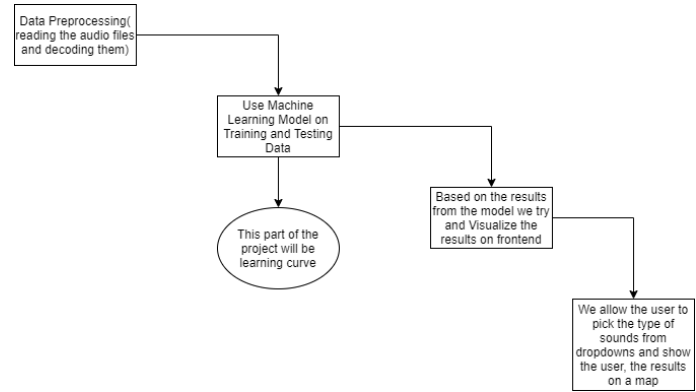 Data Preprocessing(
reading the audio files
and decoding them)
Use Machine
Learning Model on
Training and Testing
Data
This part of the
project will be
learning curve
Based on the results
from the model we try
and Visualize the
results on frontend
We allow the user to
pick the type of
sounds from
dropdowns and show
the user, the results
on a map